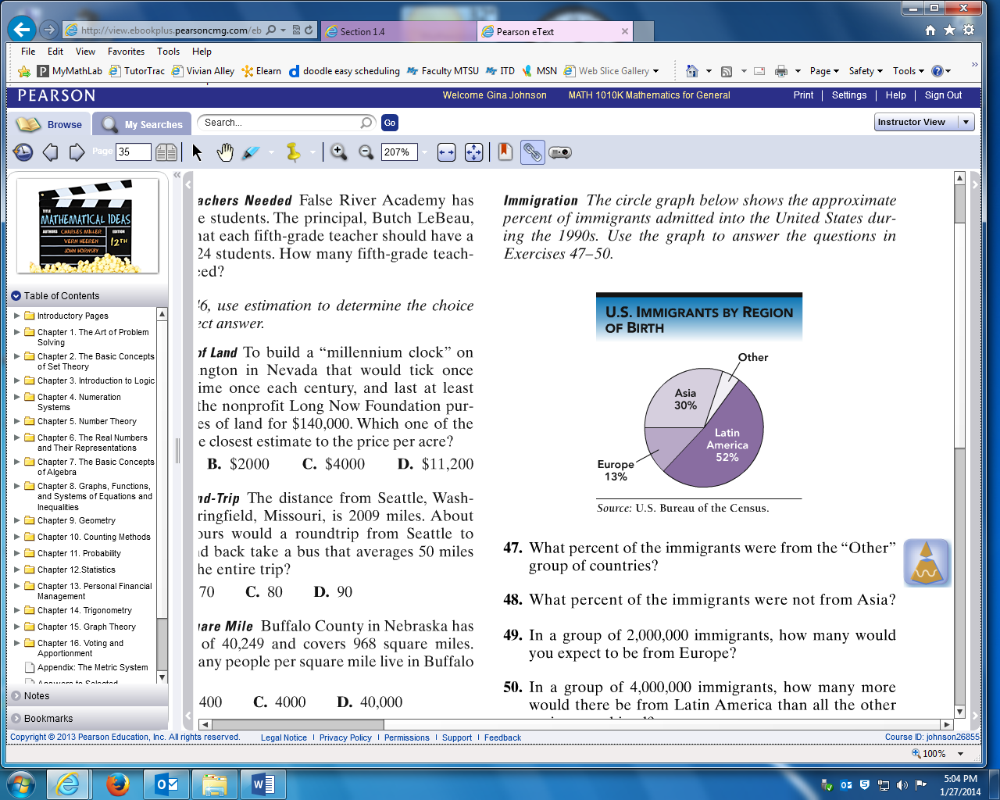 http://view.ebookplus.pearsoncmg.com/eb
Section 1.4
Pearson eText
File Edit View Favorites Tools Help
MyMathLab TutorTrac Vivian Alley Elearn doodle easy scheduling Faculty MTSU ITD MSN Web Slice Gallery
Page Safety Tools
PEARSON
Welcome Gina Johnson MATH 1010K Mathematics for General
Print | Settings | Help | Sign Out
Browse My Searches Search... Go
Instructor View
Page 35 207%
TITLE
MATHEMATICAL IDEAS
AUTHORS CHARLES MILLER EDITION
VERN HEEREN 12TH
JOHN HORNSBY
Table of Contents
Introductory Pages
Chapter 1. The Art of Problem
Solving
Chapter 2. The Basic Concepts
of Set Theory
Chapter 3. Introduction to Logic
Chapter 4. Numeration
Systems
Chapter 5. Number Theory
Chapter 6. The Real Numbers
and Their Representations
Chapter 7. The Basic Concepts
of Algebra
Chapter 8. Graphs, Functions,
and Systems of Equations and
Inequalities
Chapter 9. Geometry
Chapter 10. Counting Methods
Chapter 11. Probability
Chapter 12.Statistics
Chapter 13. Personal Financial
Management
Chapter 14. Trigonometry
Chapter 15. Graph Theory
Chapter 16. Voting and
Apportionment
Appendix: The Metric System
Answers to Selected
Notes
Bookmarks
achers Needed False River Academy has
e students. The principal, Butch LeBeau,
hat each fifth-grade teacher should have a
24 students. How many fifth-grade teach-
eed?
46, use estimation to determine the choice
ect answer.
of Land To build a “millennium clock” on
ington in Nevada that would tick once
ime once each century, and last at least
the nonprofit Long Now Foundation pur-
es of land for $140,000. Which one of the
e closest estimate to the price per acre?
B. $2000 C. $4000 D. $11,200
nd-Trip The distance from Seattle, Wash-
ringfield, Missouri, is 2009 miles. About
ours would a roundtrip from Seattle to
d back take a bus that averages 50 miles
he entire trip?
70 C. 80 D. 90
uare Mile Buffalo County in Nebraska has
of 40,249 and covers 968 square miles.
any people per square mile live in Buffalo
400 C. 4000 D. 40,000
Immigration The circle graph below shows the approximate
percent of immigrants admitted into the United States dur-
ing the 1990s. Use the graph to answer the questions in
Exercises 47–50.
U.S. IMMIGRANTS BY REGION
OF BIRTH
Other
Asia
30%
Latin
America
52%
Europe
13%
Source: U.S. Bureau of the Census.
47. What percent of the immigrants were from the “Other”
group of countries?
48. What percent of the immigrants were not from Asia?
49. In a group of 2,000,000 immigrants, how many would
you expect to be from Europe?
50. In a group of 4,000,000 immigrants, how many more
would there be from Latin America than all the other
Copyright © 2013 Pearson Education, Inc. All rights reserved. Legal Notice | Privacy Policy | Permissions | Support | Feedback
Course ID: johnson26855
100%
5:04 PM
1/27/2014